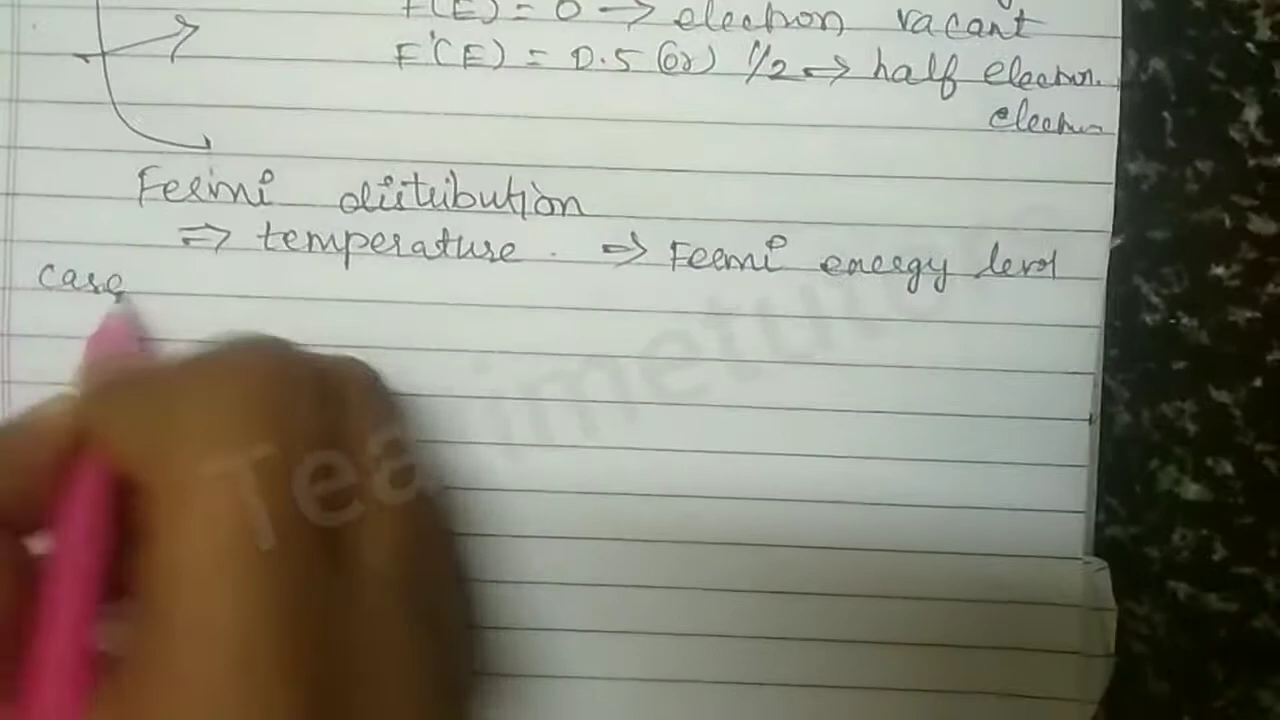 F(E) = 0 → electron vacant
F(E) = 0.5 (or) 1/2 → half electron
electron
Fermi distribution
⇒ temperature. ⇒ Fermi energy level
case